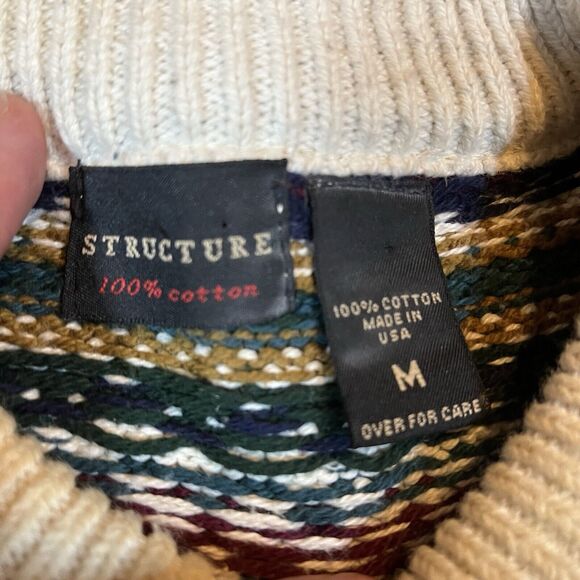 STRUCTURE
100% cotton
100% COTTON
MADE IN
USA
M
OVER FOR CARE